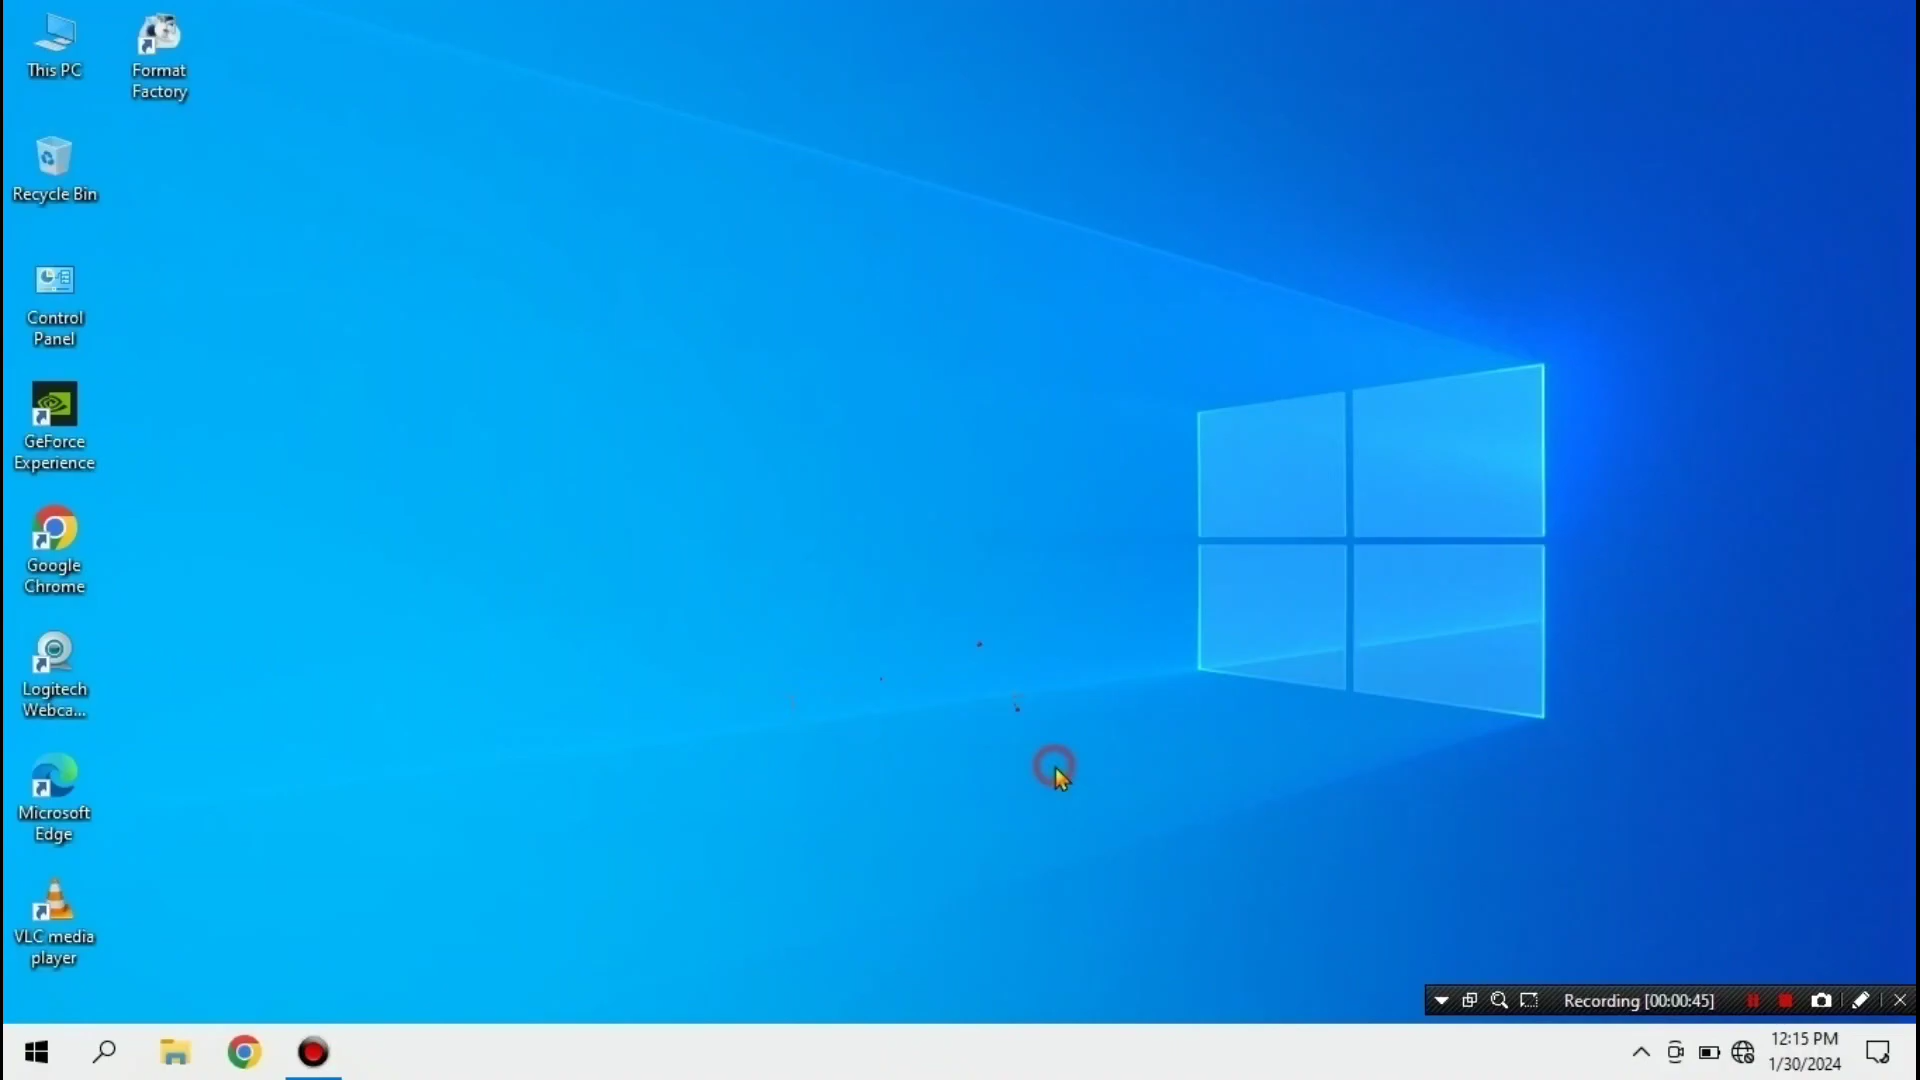 This PC
Format
Factory
Recycle Bin
Control
Panel
GeForce
Experience
Google
Chrome
Logitech
Webca...
Microsoft
Edge
VLC media
player
Recording [00:00:45]
12:15 PM
1/30/2024